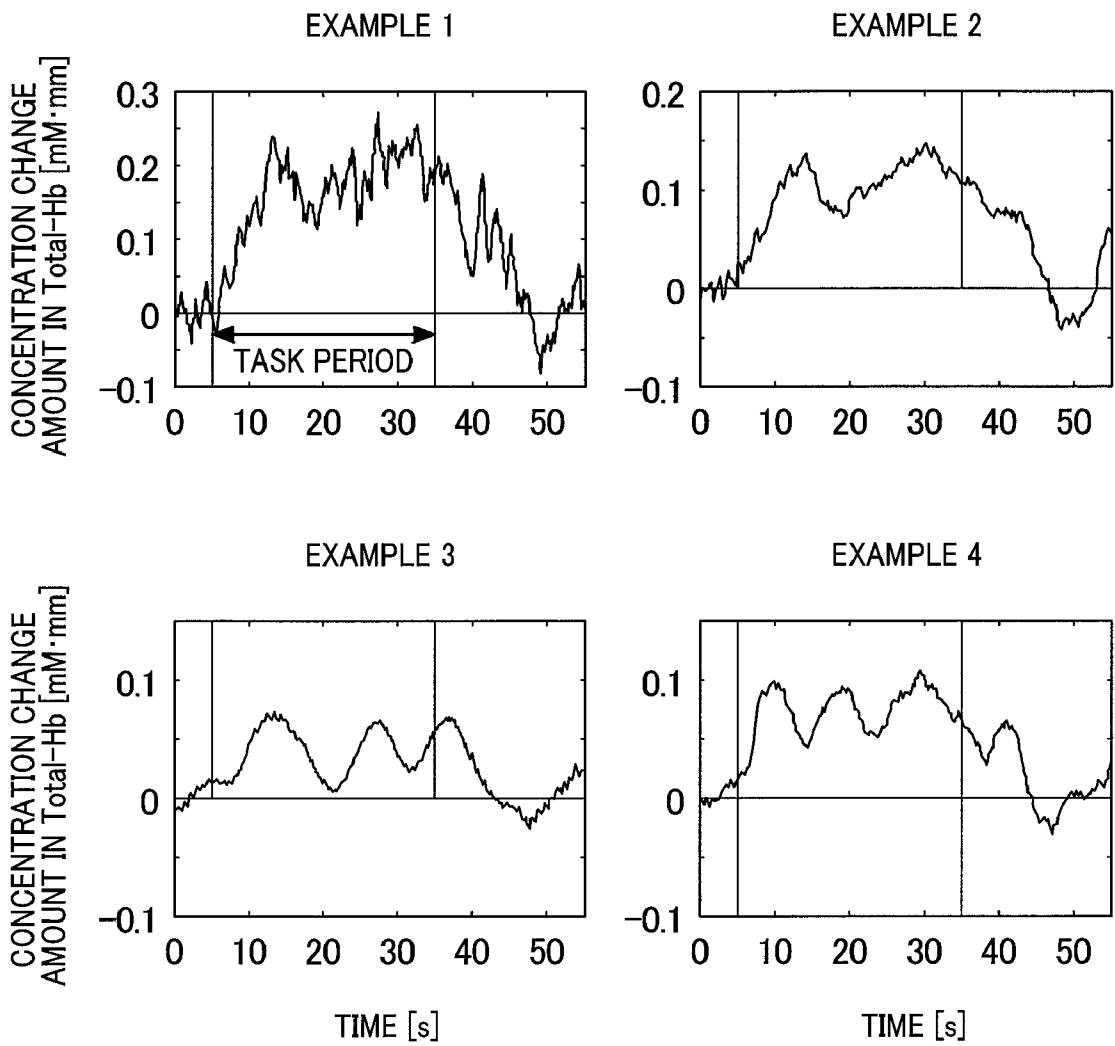 EXAMPLE 1
CONCENTRATION CHANGE
AMOUNT IN Total-Hb [mM·mm]
0.3
0.2
0.1
0
−0.1
TASK PERIOD
0 10 20 30 40 50
EXAMPLE 2
0.2
0.1
0
−0.1
0 10 20 30 40 50
EXAMPLE 3
CONCENTRATION CHANGE
AMOUNT IN Total-Hb [mM·mm]
0.1
0
−0.1
0 10 20 30 40 50
TIME [s]
EXAMPLE 4
0.1
0
−0.1
0 10 20 30 40 50
TIME [s]